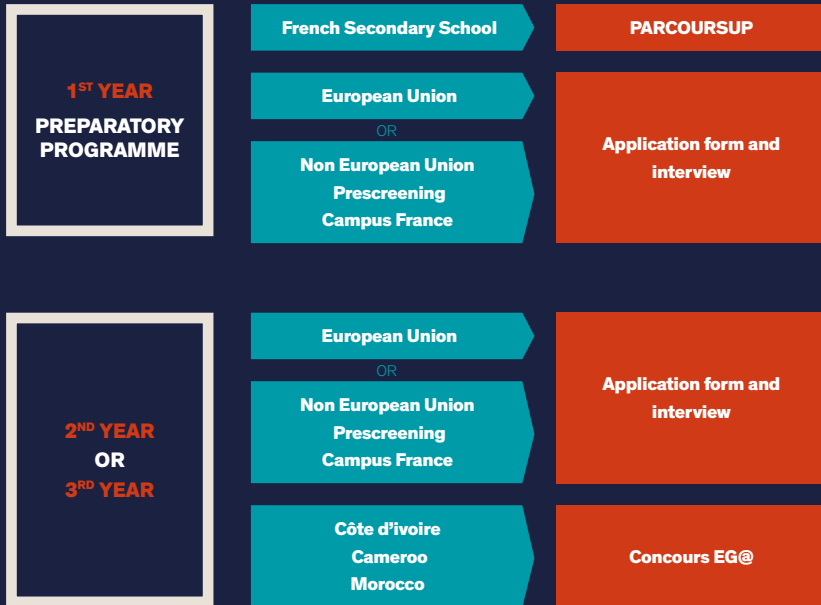 1ST YEAR
PREPARATORY
PROGRAMME
French Secondary School
PARCOURSUP
European Union
OR
Non European Union
Prescreening
Campus France
Application form and
interview
2ND YEAR
OR
3RD YEAR
European Union
OR
Non European Union
Prescreening
Campus France
Application form and
interview
Côte d'ivoire
Cameroo
Morocco
Concours EG@